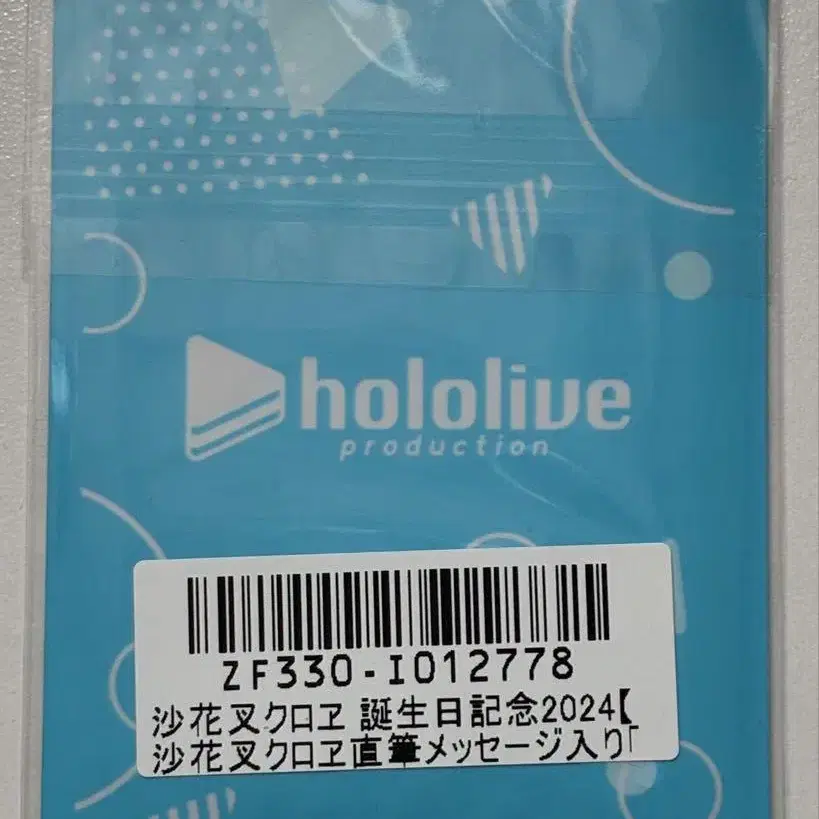 hololive
production
ZF330-I012778
沙花叉クロヱ 誕生日記念2024【
沙花叉クロヱ直筆メッセージ入り「